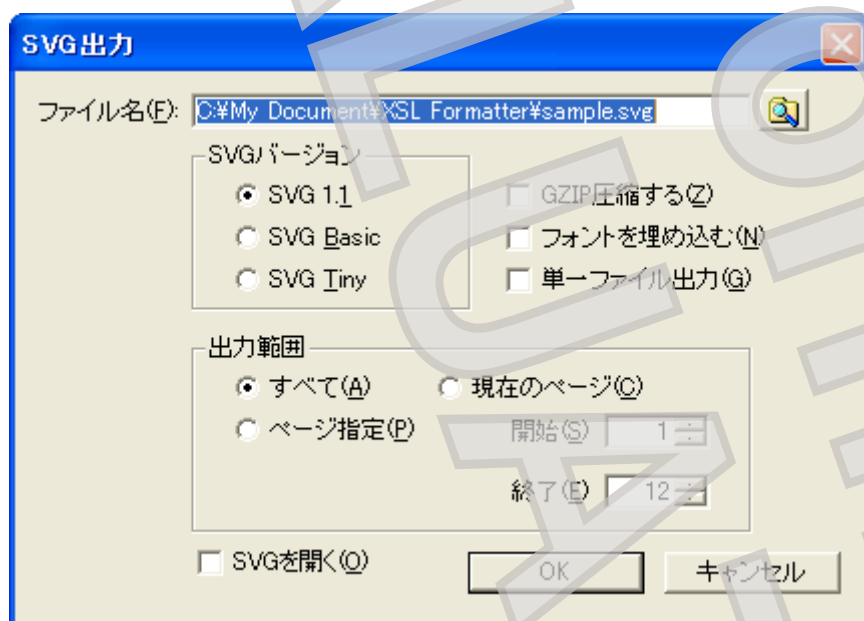 SVG出力
ファイル名(F): C:¥My Document¥XSL Formatter¥sample.svg
SVGバージョン
SVG 1.1
GZIP圧縮する(Z)
SVG Basic
フォントを埋め込む(N)
SVG Tiny
単一ファイル出力(G)
出力範囲
すべて(A)
現在のページ(C)
ページ指定(P)
開始(S) 1
終了(E) 12
SVGを開く(O)
OK
キャンセル